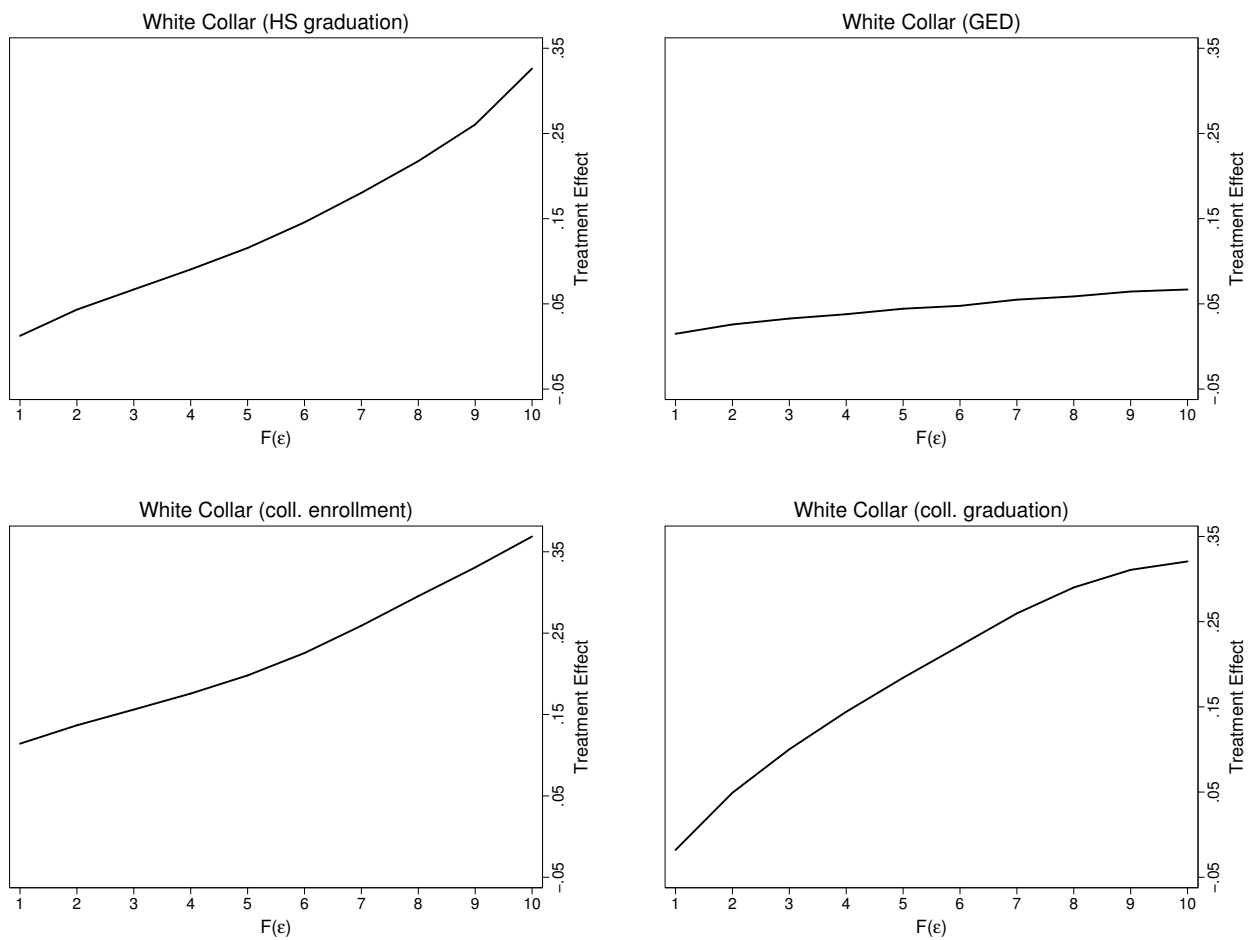 White Collar (HS graduation)
.35
.25
.15
.05
−.05
Treatment Effect
1 2 3 4 5 6 7 8 9 10
F(ε)
White Collar (GED)
.35
.25
.15
.05
−.05
Treatment Effect
1 2 3 4 5 6 7 8 9 10
F(ε)
White Collar (coll. enrollment)
.35
.25
.15
.05
−.05
Treatment Effect
1 2 3 4 5 6 7 8 9 10
F(ε)
White Collar (coll. graduation)
.35
.25
.15
.05
−.05
Treatment Effect
1 2 3 4 5 6 7 8 9 10
F(ε)